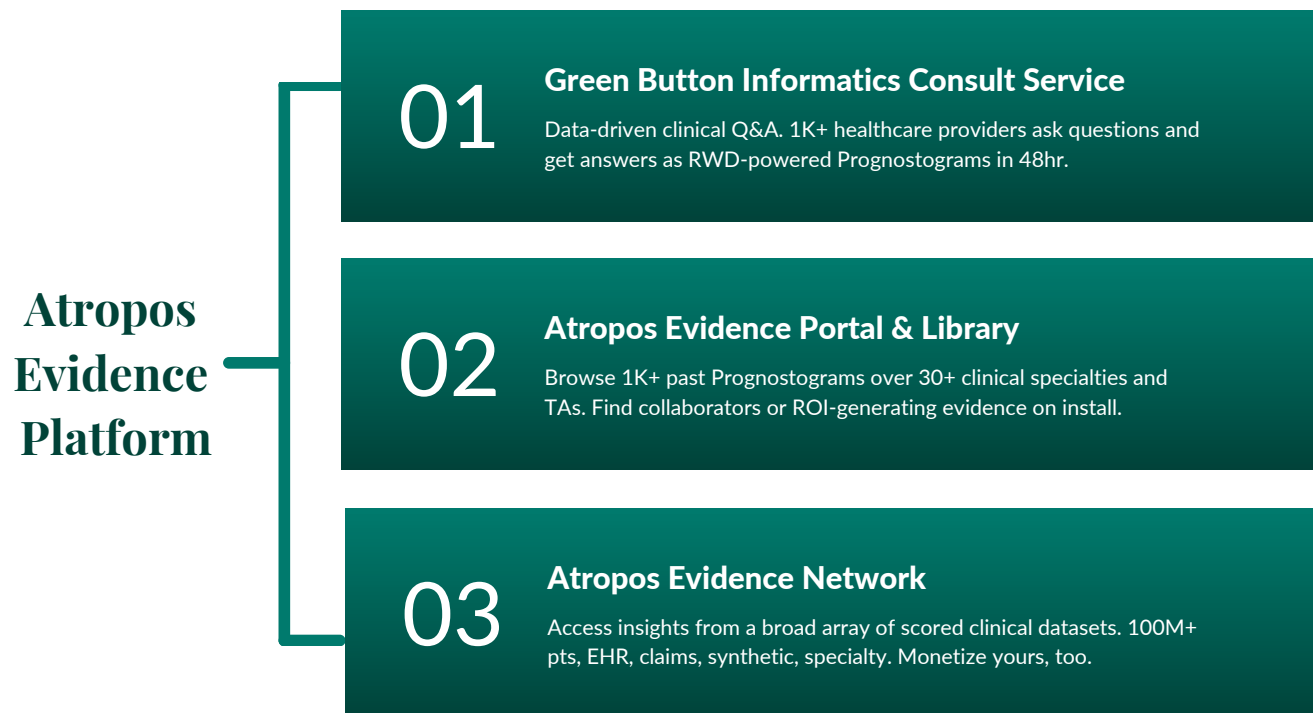 Atropos
Evidence
Platform
01
Green Button Informatics Consult Service
Data-driven clinical Q&A. 1K+ healthcare providers ask questions and
get answers as RWD-powered Prognostograms in 48hr.
02
Atropos Evidence Portal & Library
Browse 1K+ past Prognostograms over 30+ clinical specialties and
TAs. Find collaborators or ROI-generating evidence on install.
03
Atropos Evidence Network
Access insights from a broad array of scored clinical datasets. 100M+
pts, EHR, claims, synthetic, specialty. Monetize yours, too.